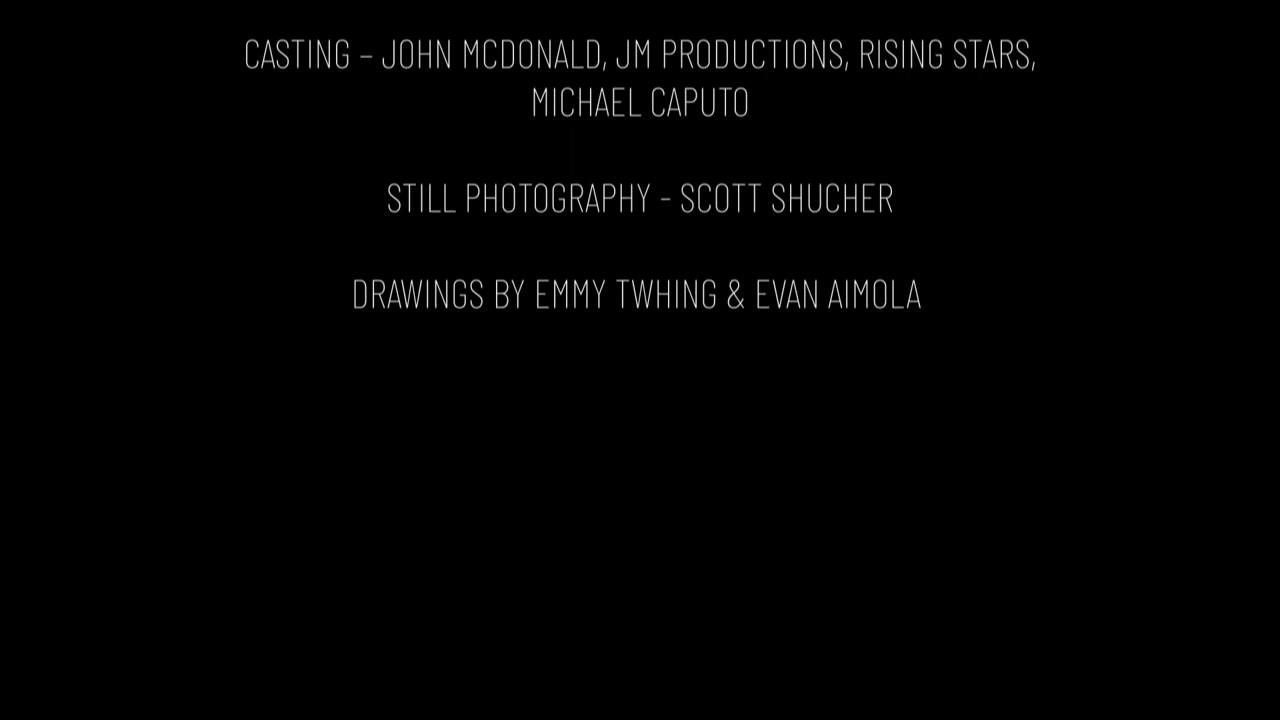 CASTING – JOHN MCDONALD, JM PRODUCTIONS, RISING STARS,
MICHAEL CAPUTO
STILL PHOTOGRAPHY - SCOTT SHUCHER
DRAWINGS BY EMMY TWHING & EVAN AIMOLA